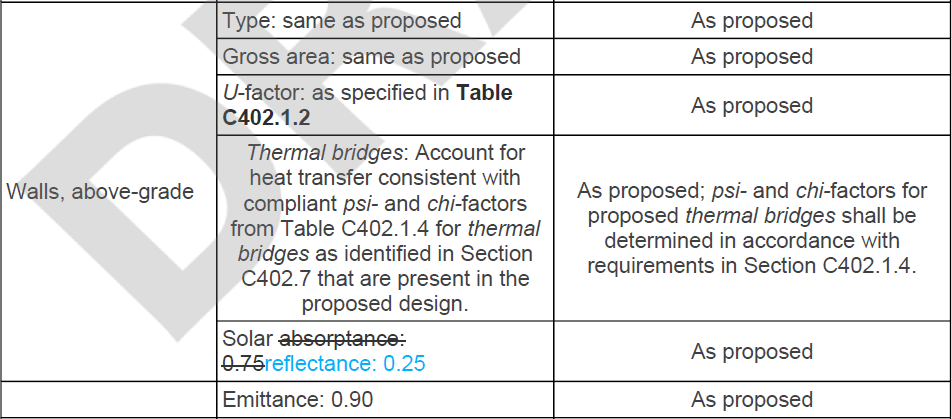 Type: same as proposed
As proposed
Gross area: same as proposed
As proposed
U-factor: as specified in Table
C402.1.2
As proposed
Walls, above-grade
Thermal bridges: Account for
heat transfer consistent with
compliant psi- and chi-factors
from Table C402.1.4 for thermal
bridges as identified in Section
C402.7 that are present in the
proposed design.
As proposed; psi- and chi-factors for
proposed thermal bridges shall be
determined in accordance with
requirements in Section C402.1.4.
Solar absorptance:
0.75reflectance: 0.25
As proposed
Emittance: 0.90
As proposed